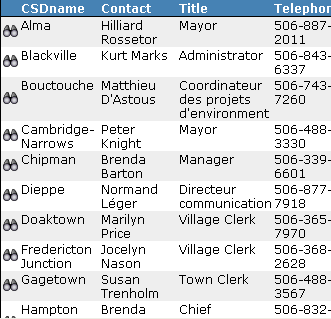 CSDname Contact Title Telephon
Alma Hilliard Rossetor Mayor 506-887-2011
Blackville Kurt Marks Administrator 506-843-6337
Bouctouche Matthieu D'Astous Coordinateur des projets d'environment 506-743-7260
Cambridge-Narrows Peter Knight Mayor 506-488-3330
Chipman Brenda Barton Manager 506-339-6601
Dieppe Normand Léger Directeur communication 506-877-7918
Doaktown Marilyn Price Village Clerk 506-365-7970
Fredericton Junction Jocelyn Nason Village Clerk 506-368-2628
Gagetown Susan Trenholm Town Clerk 506-488-3567
Hampton Brenda Chief 506-832-